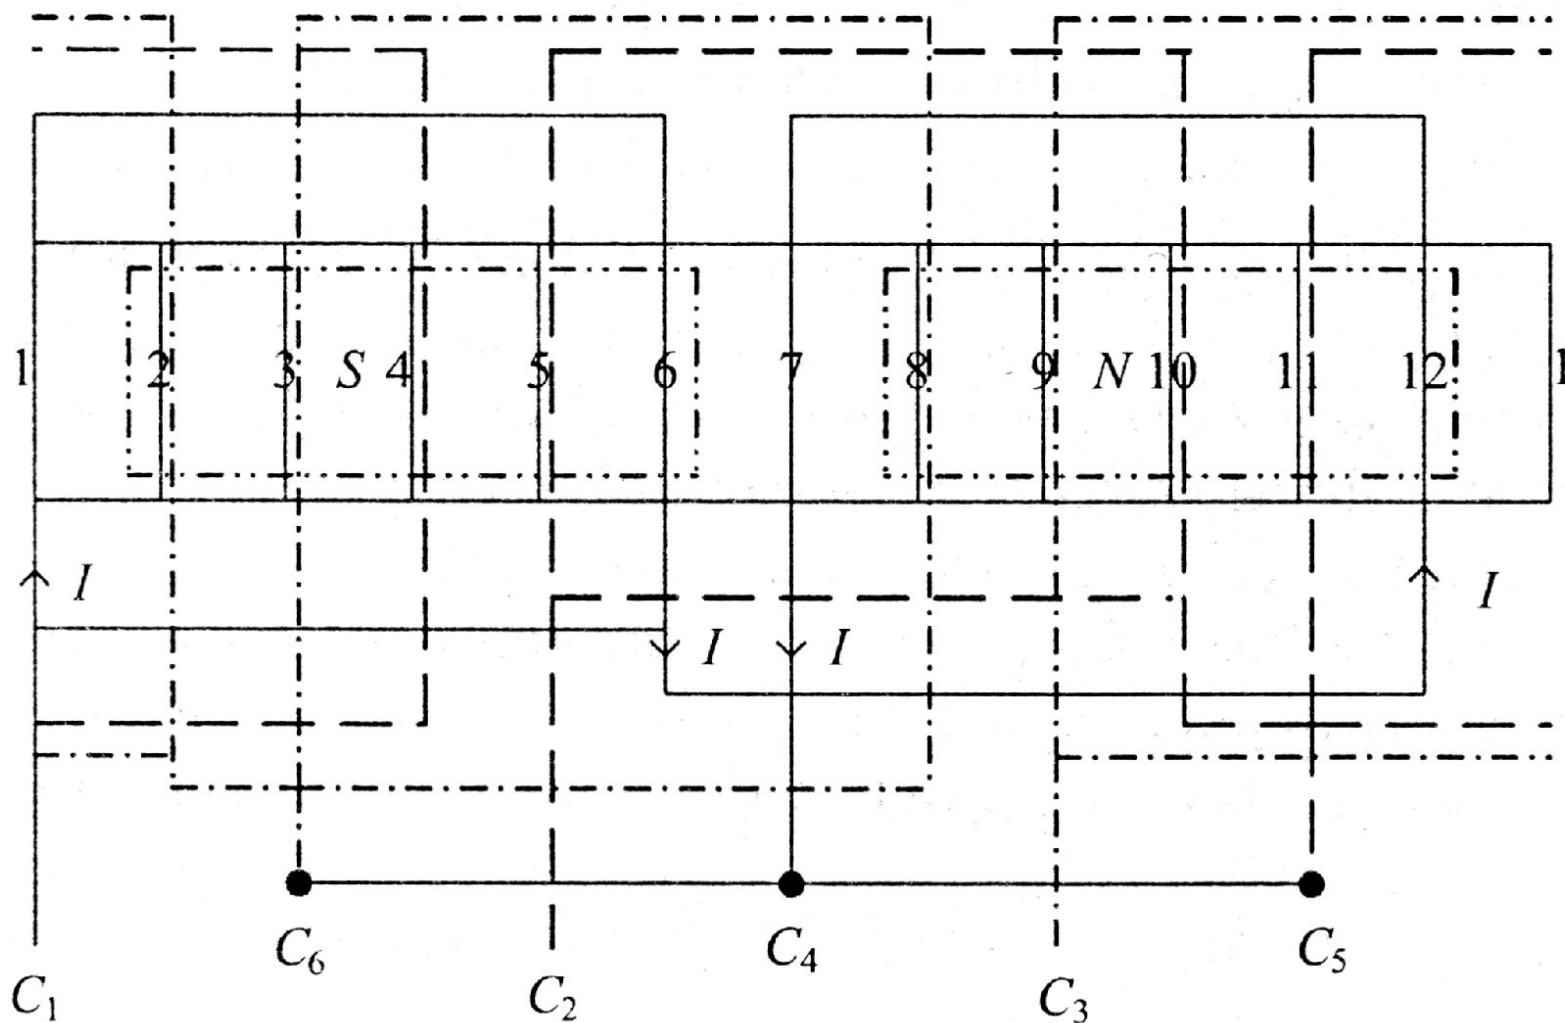 1 2 3 S 4 5 6 7 8 9 N 10 11 12 1
I I I I
C₆ C₄ C₅
C₁ C₂ C₃